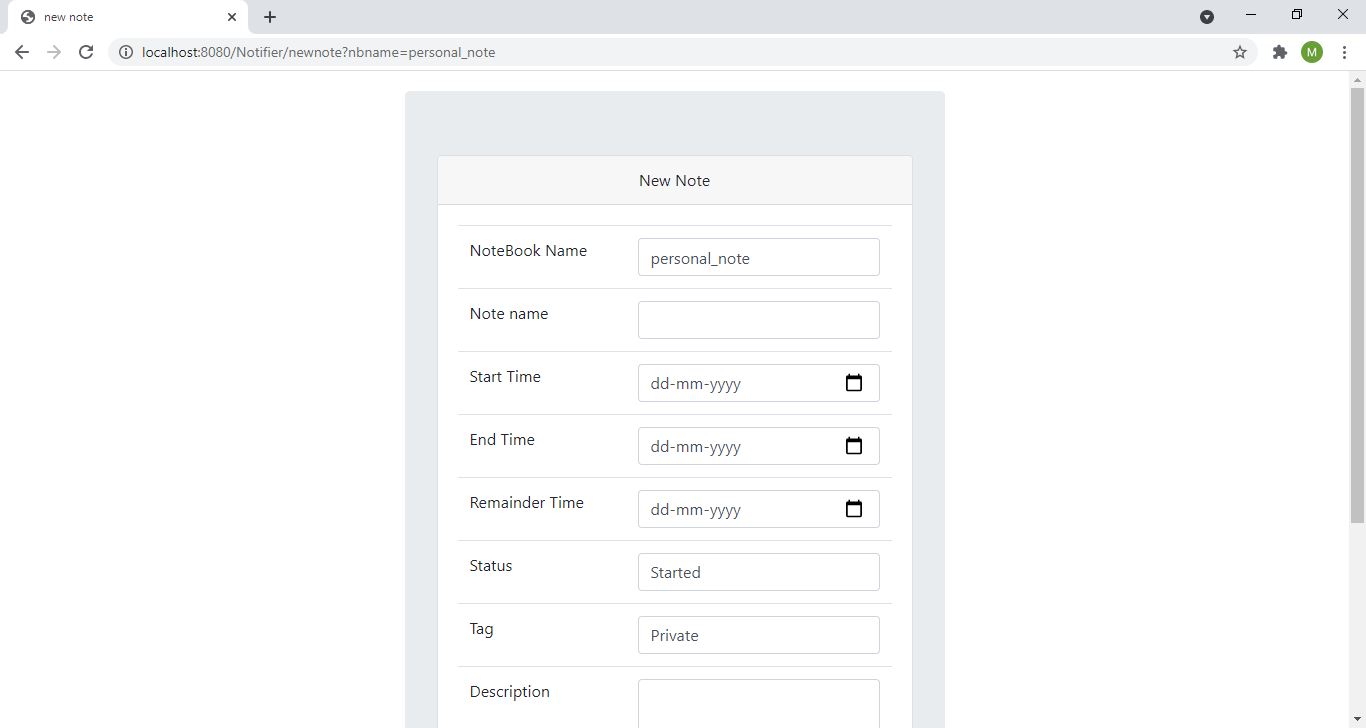 new note
localhost:8080/Notifier/newnote?nbname=personal_note
M
New Note
NoteBook Name
personal_note
Note name
Start Time
dd-mm-yyyy
End Time
dd-mm-yyyy
Remainder Time
dd-mm-yyyy
Status
Started
Tag
Private
Description